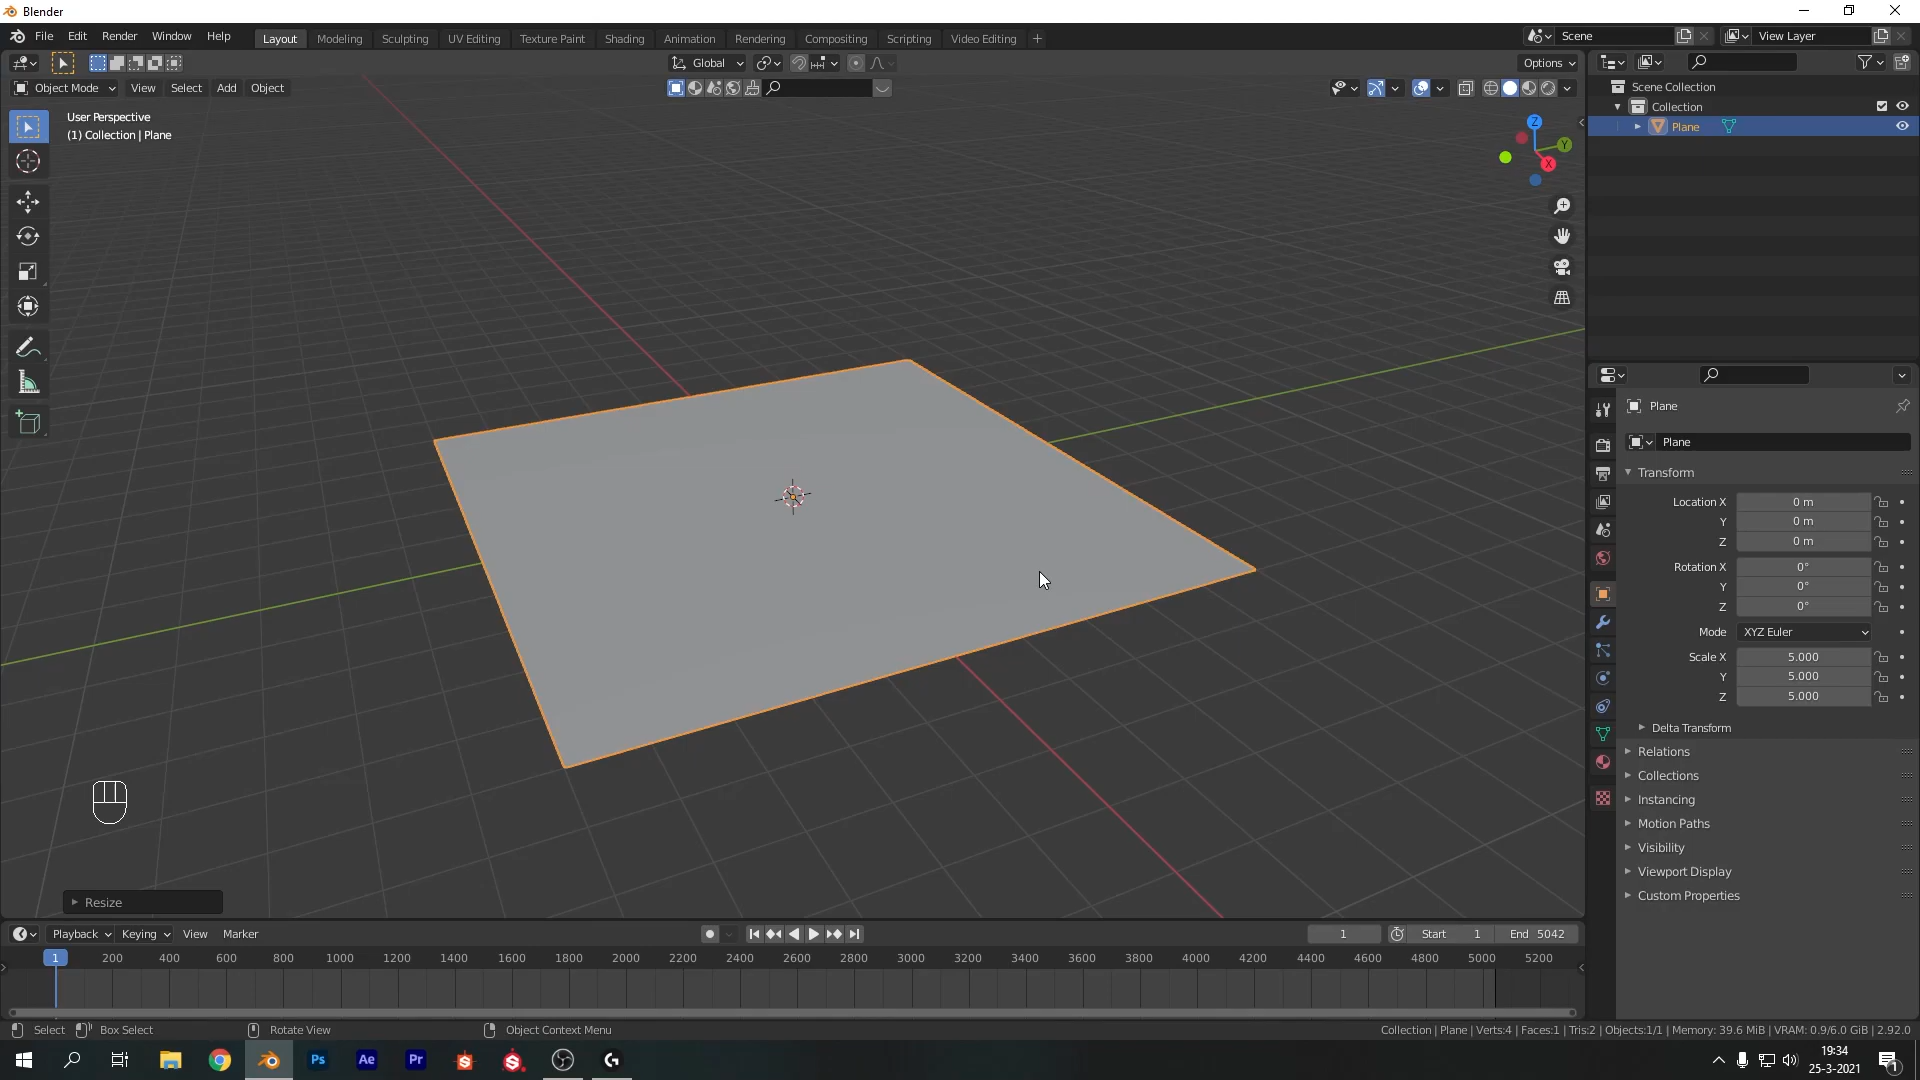 Blender
File Edit Render Window Help
Layout Modeling Sculpting UV Editing Texture Paint Shading Animation Rendering Compositing Scripting Video Editing +
Scene View Layer
Global Options
Object Mode View Select Add Object
User Perspective
(1) Collection | Plane
Z
Y
X
Scene Collection
Collection
Plane
Plane
Plane
Transform
Location X 0 m
Y 0 m
Z 0 m
Rotation X 0°
Y 0°
Z 0°
Mode XYZ Euler
Scale X 5.000
Y 5.000
Z 5.000
Delta Transform
Relations
Collections
Instancing
Motion Paths
Visibility
Viewport Display
Custom Properties
Resize
Playback Keying View Marker 1 Start 1 End 5042
1 200 400 600 800 1000 1200 1400 1600 1800 2000 2200 2400 2600 2800 3000 3200 3400 3600 3800 4000 4200 4400 4600 4800 5000 5200
Select Box Select Rotate View Object Context Menu Collection | Plane | Verts:4 | Faces:1 | Tris:2 | Objects:1/1 | Memory: 39.6 MiB | VRAM: 0.9/6.0 GiB | 2.92.0
Ps Ae Pr
19:34
25-3-2021
1